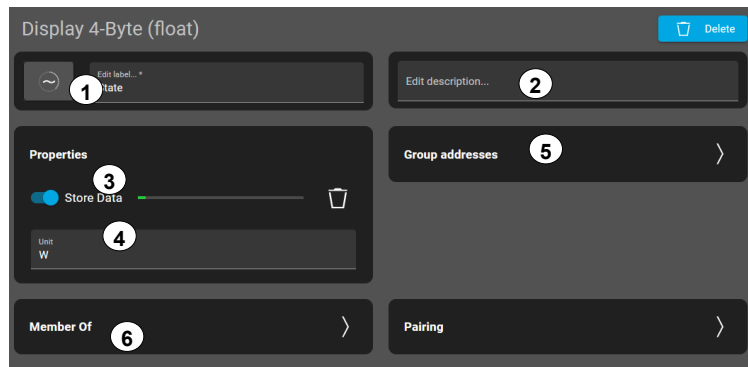 Display 4-Byte (float)
Delete
Edit label... *
State
1
Edit description...
2
Properties
3
Store Data
4
Unit
W
Group addresses
5
Member Of
6
Pairing